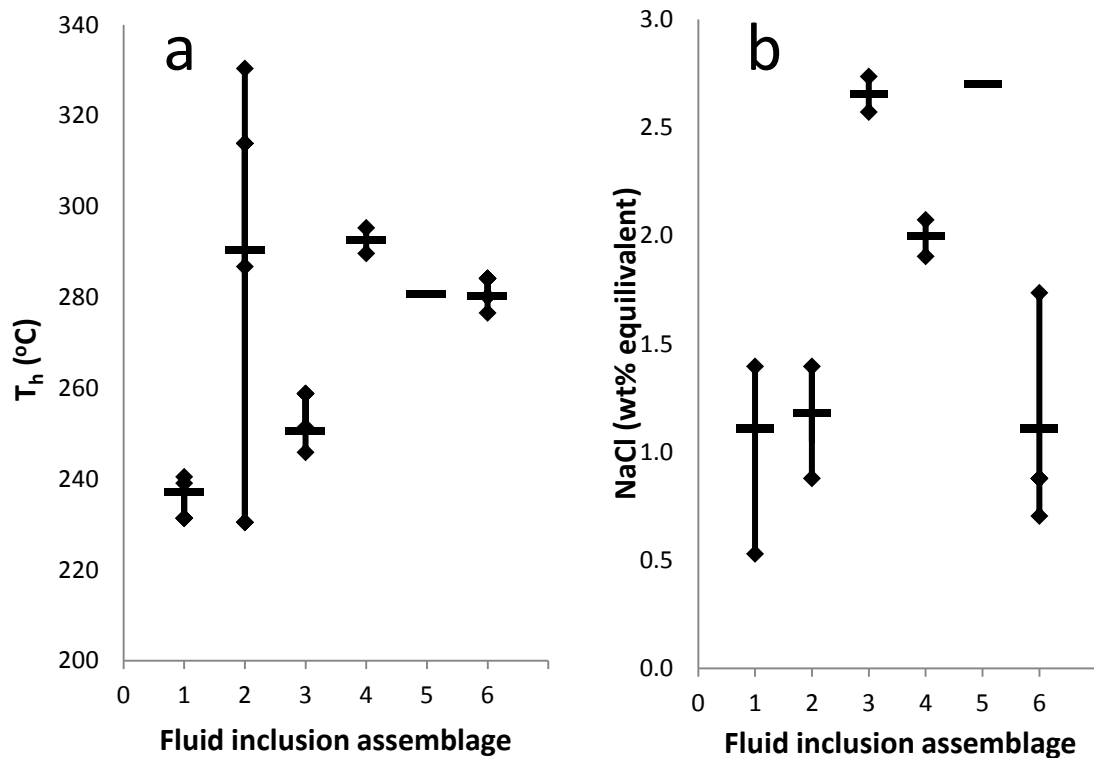 a
340
320
300
280
260
240
220
200
0 1 2 3 4 5 6
T_h (°C)
Fluid inclusion assemblage
b
3.0
2.5
2.0
1.5
1.0
0.5
0.0
0 1 2 3 4 5 6
NaCl (wt% equilivalent)
Fluid inclusion assemblage